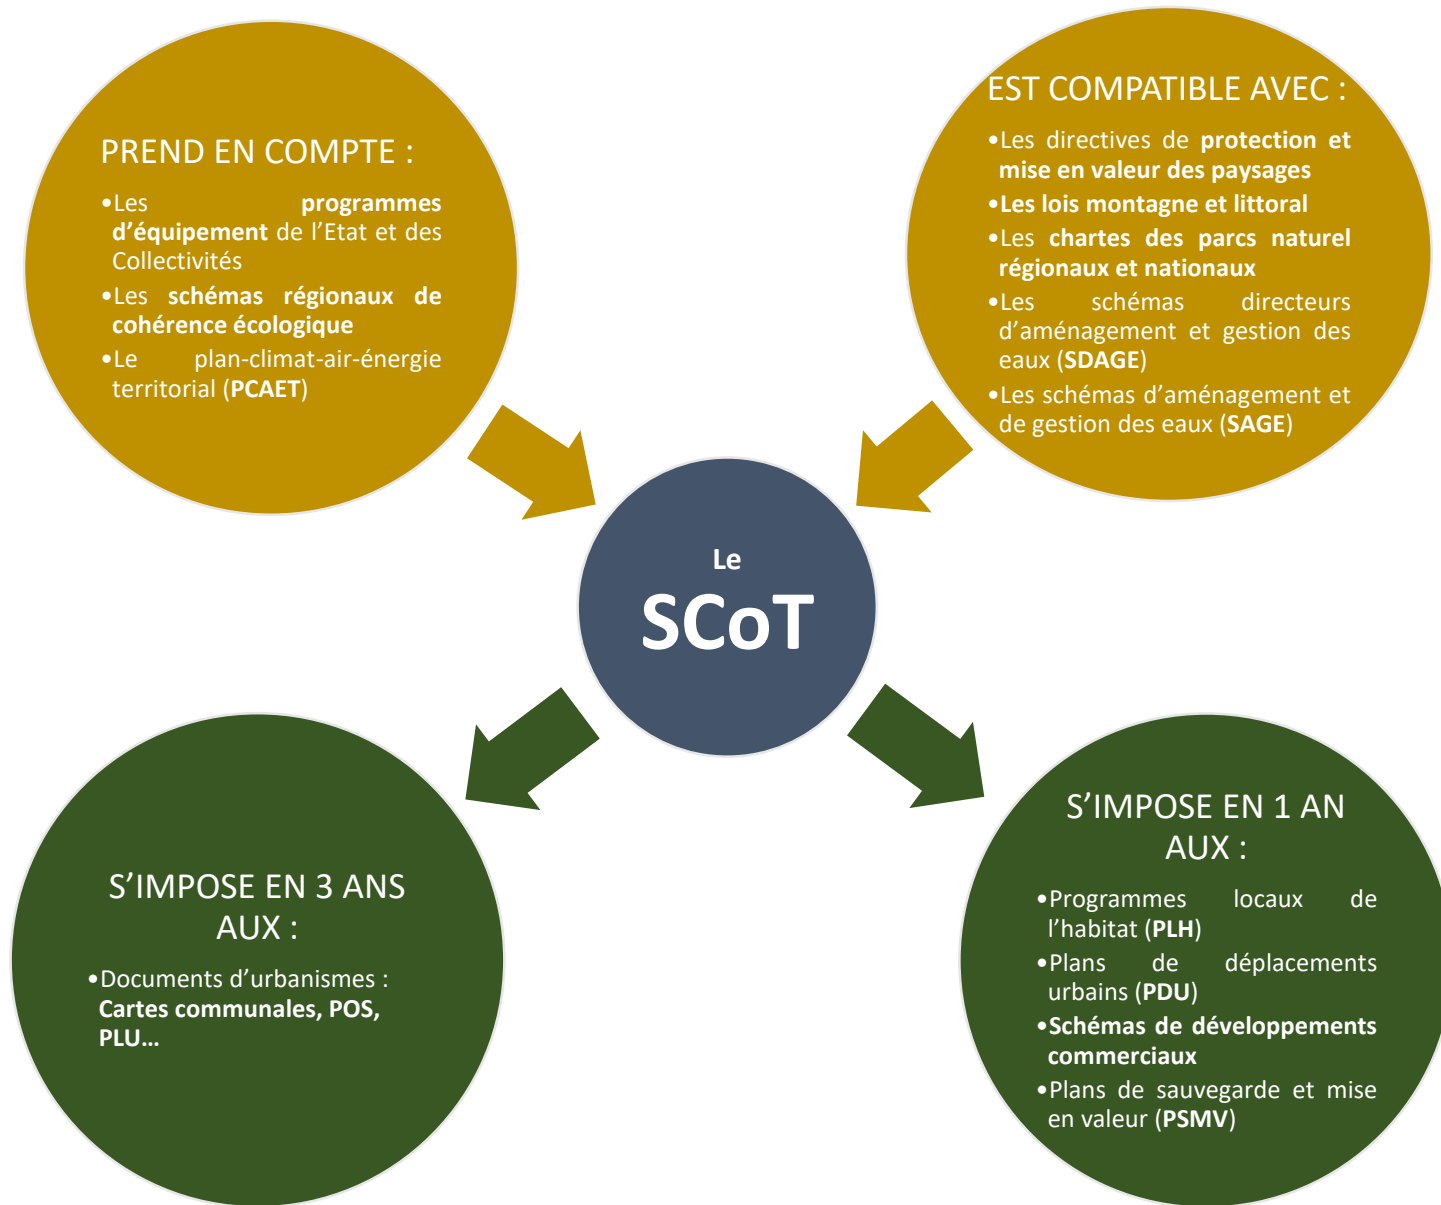 PREND EN COMPTE :
•Les programmes
d’équipement de l’Etat et des
Collectivités
•Les schémas régionaux de
cohérence écologique
•Le plan-climat-air-énergie
territorial (PCAET)
EST COMPATIBLE AVEC :
•Les directives de protection et
mise en valeur des paysages
•Les lois montagne et littoral
•Les chartes des parcs naturel
régionaux et nationaux
•Les schémas directeurs
d’aménagement et gestion des
eaux (SDAGE)
•Les schémas d’aménagement et
de gestion des eaux (SAGE)
Le
SCoT
S’IMPOSE EN 3 ANS
AUX :
•Documents d’urbanismes :
Cartes communales, POS,
PLU…
S’IMPOSE EN 1 AN
AUX :
•Programmes locaux de
l’habitat (PLH)
•Plans de déplacements
urbains (PDU)
•Schémas de développements
commerciaux
•Plans de sauvegarde et mise
en valeur (PSMV)